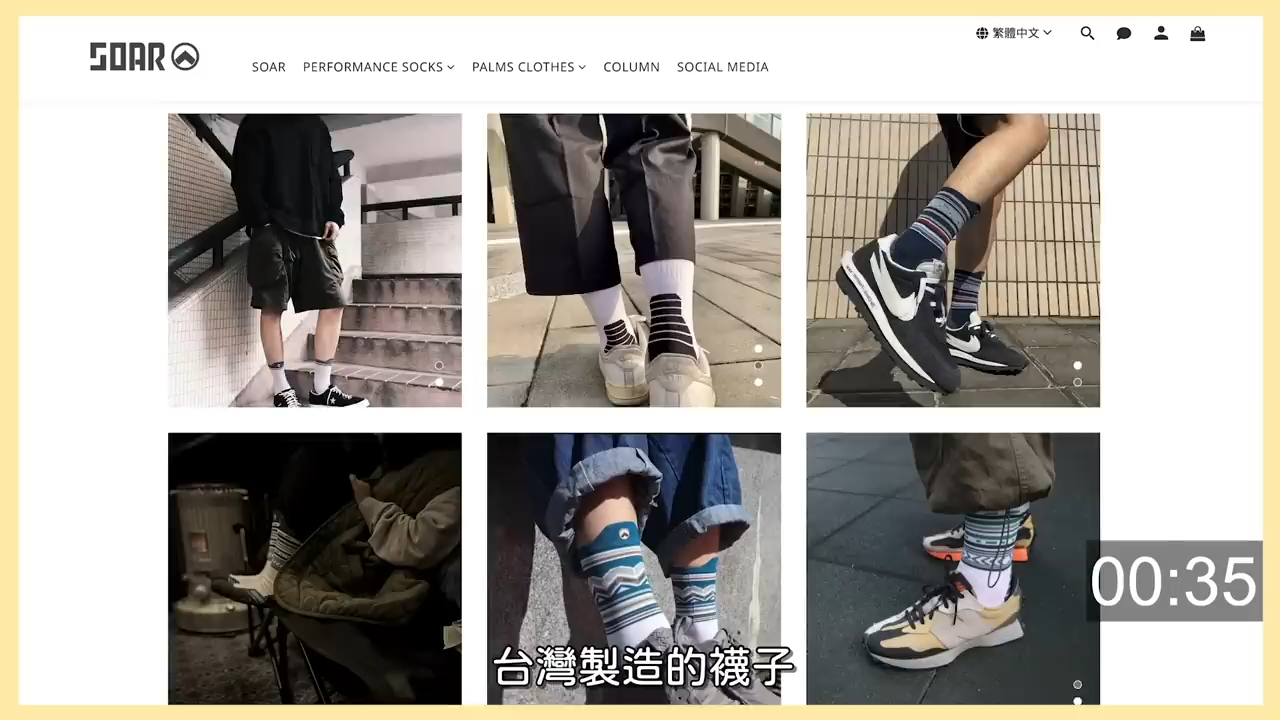 SOAR
繁體中文
SOAR PERFORMANCE SOCKS PALMS CLOTHES COLUMN SOCIAL MEDIA
00:35
台灣製造的襪子